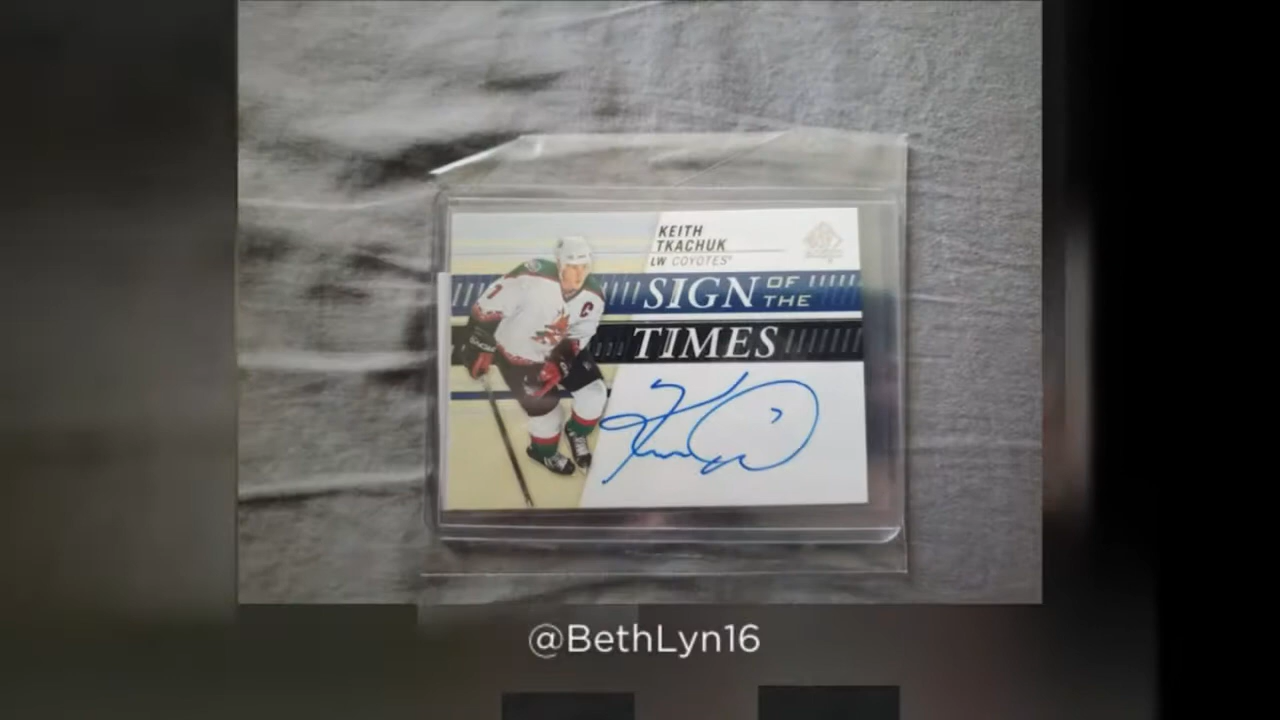 KEITH
TKACHUK
LW COYOTES
SIGN OF THE
TIMES
C
@BethLyn16